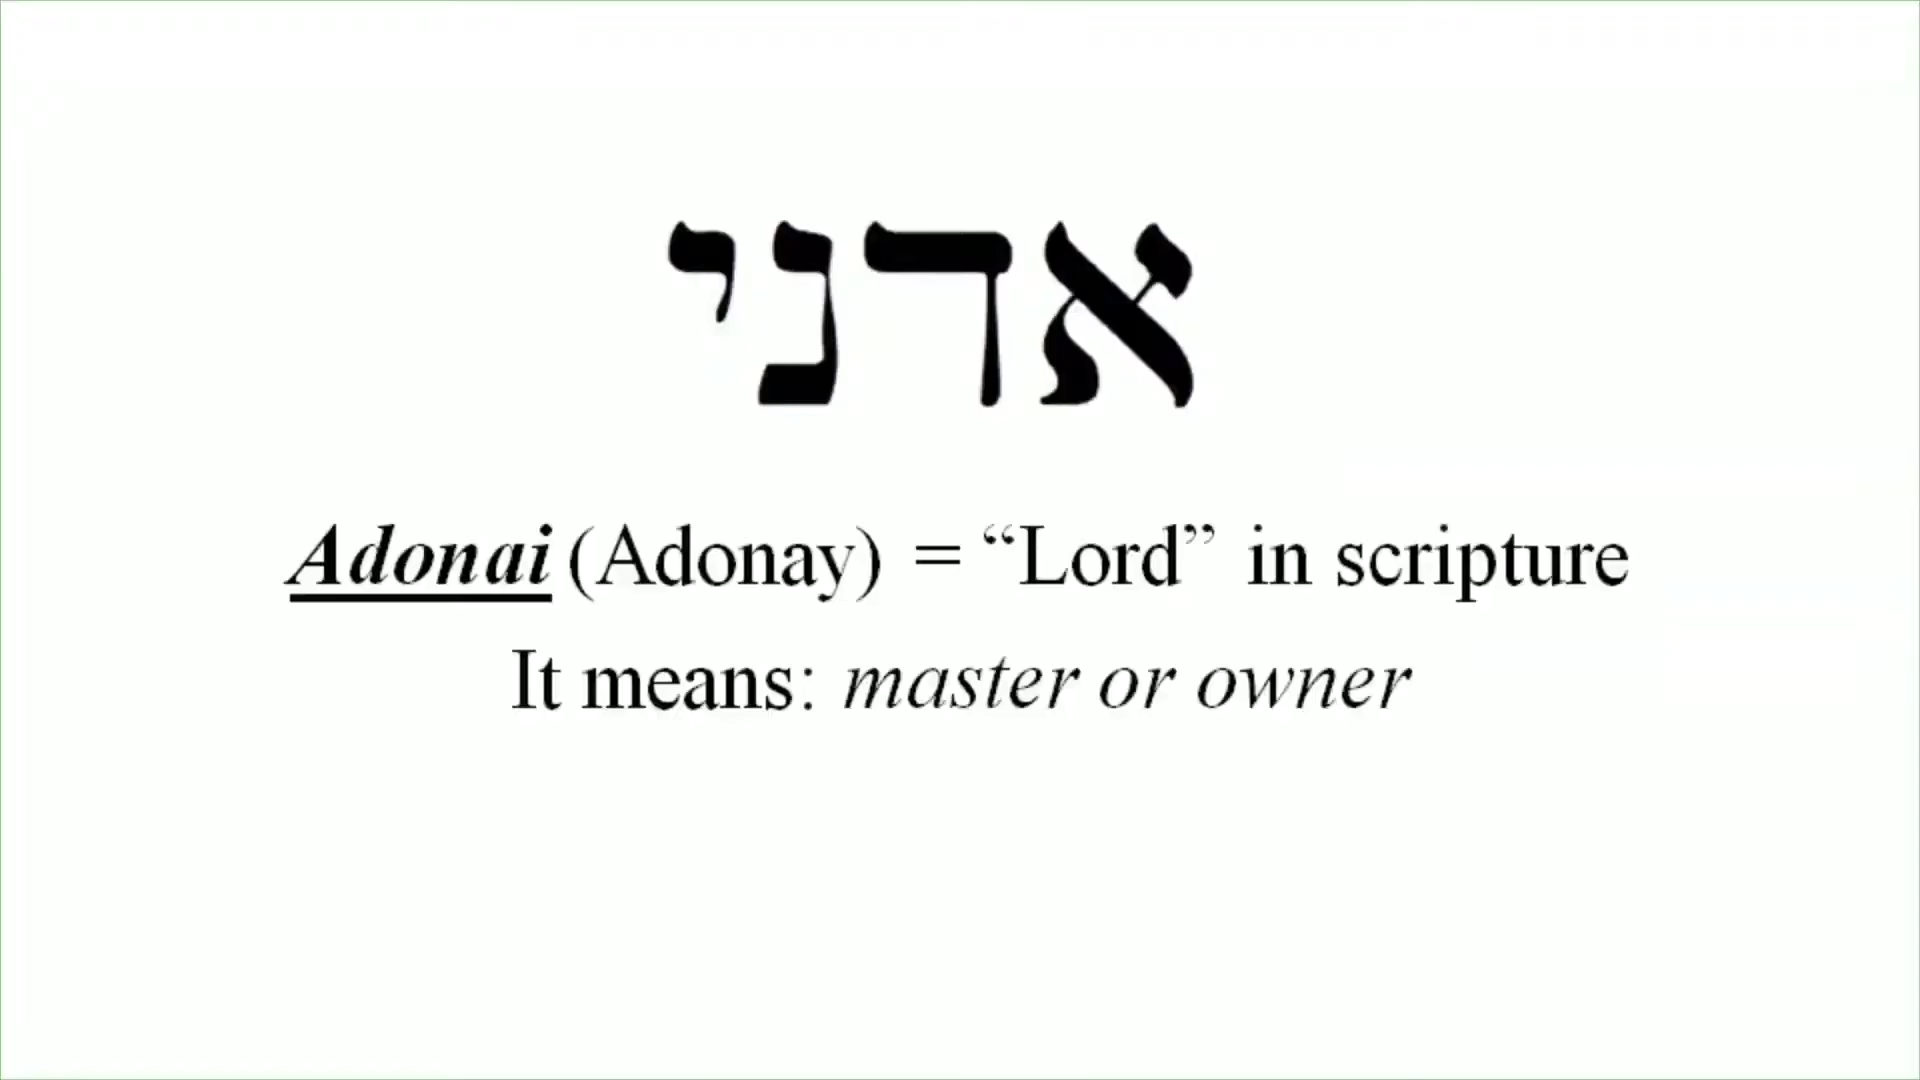 אדני
Adonai (Adonay) = “Lord” in scripture
It means: master or owner